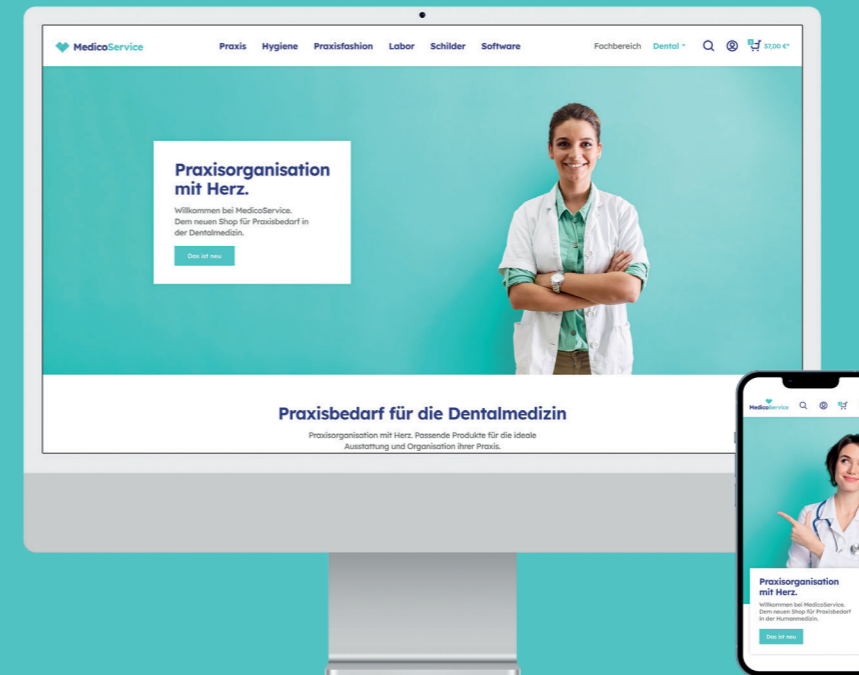 MedicoService
Praxis Hygiene Praxisfashion Labor Schilder Software
Fachbereich Dental
37,00 €*
Praxisorganisation
mit Herz.
Willkommen bei MedicoService.
Dem neuen Shop für Praxisbedarf in
der Dentalmedizin.
Das ist neu
Praxisbedarf für die Dentalmedizin
Praxisorganisation mit Herz. Passende Produkte für die ideale
Ausstattung und Organisation ihrer Praxis.
MedicoService
Praxisorganisation
mit Herz.
Willkommen bei MedicoService.
Dem neuen Shop für Praxisbedarf
in der Humanmedizin.
Das ist neu